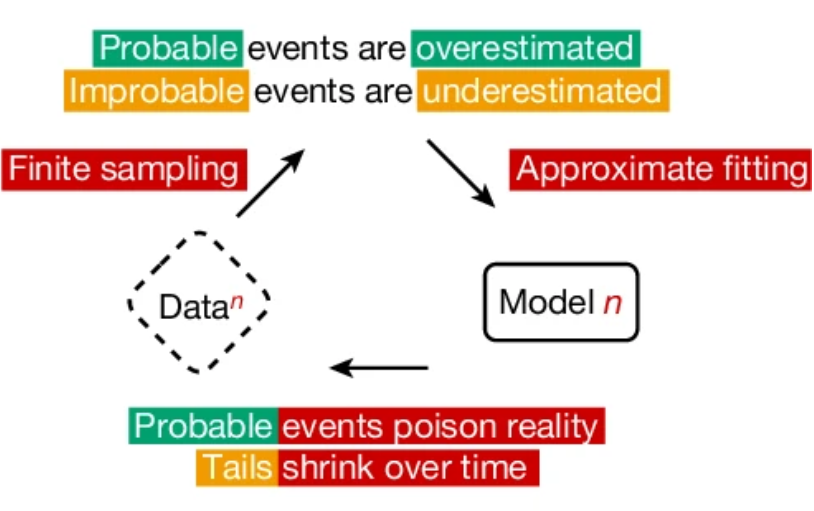 Probable events are overestimated
Improbable events are underestimated
Finite sampling
Approximate fitting
Dataⁿ
Model n
Probable events poison reality
Tails shrink over time